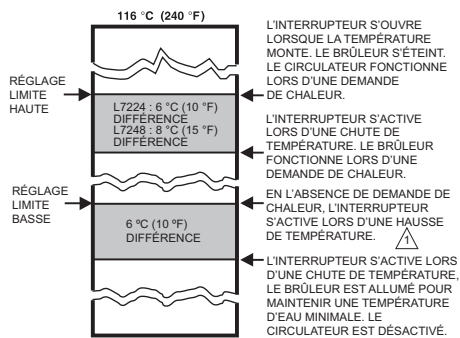 116 °C (240 °F)
L'INTERRUPTEUR S'OUVRE
LORSQUE LA TEMPÉRATURE
MONTE. LE BRÛLEUR S'ÉTEINT.
LE CIRCULATEUR FONCTIONNE
LORS D'UNE DEMANDE
DE CHALEUR.
RÉGLAGE
LIMITE
HAUTE
L7224 : 6 °C (10 °F)
DIFFÉRENCE
L7248 : 8 °C (15 °F)
DIFFÉRENCE
L'INTERRUPTEUR S'ACTIVE
LORS D'UNE CHUTE DE
TEMPÉRATURE. LE BRÛLEUR
FONCTIONNE LORS D'UNE
DEMANDE DE CHALEUR.
RÉGLAGE
LIMITE
BASSE
EN L'ABSENCE DE DEMANDE DE
CHALEUR, L'INTERRUPTEUR
S'ACTIVE LORS D'UNE HAUSSE
DE TEMPÉRATURE. 1
6 ºC (10 ºF)
DIFFÉRENCE
L'INTERRUPTEUR S'ACTIVE LORS
D'UNE CHUTE DE TEMPÉRATURE,
LE BRÛLEUR EST ALLUMÉ POUR
MAINTENIR UNE TEMPÉRATURE
D'EAU MINIMALE. LE
CIRCULATEUR EST DÉSACTIVÉ.